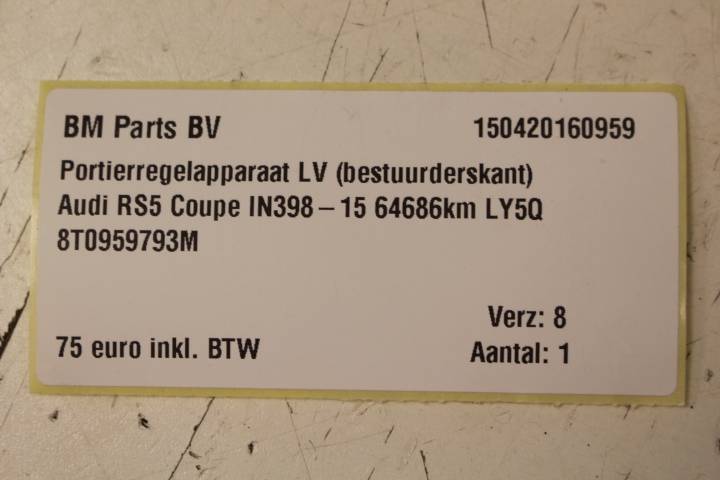 BM Parts BV 150420160959
Portierregelapparaat LV (bestuurderskant)
Audi RS5 Coupe IN398 – 15 64686km LY5Q
8T0959793M
Verz: 8
75 euro inkl. BTW Aantal: 1